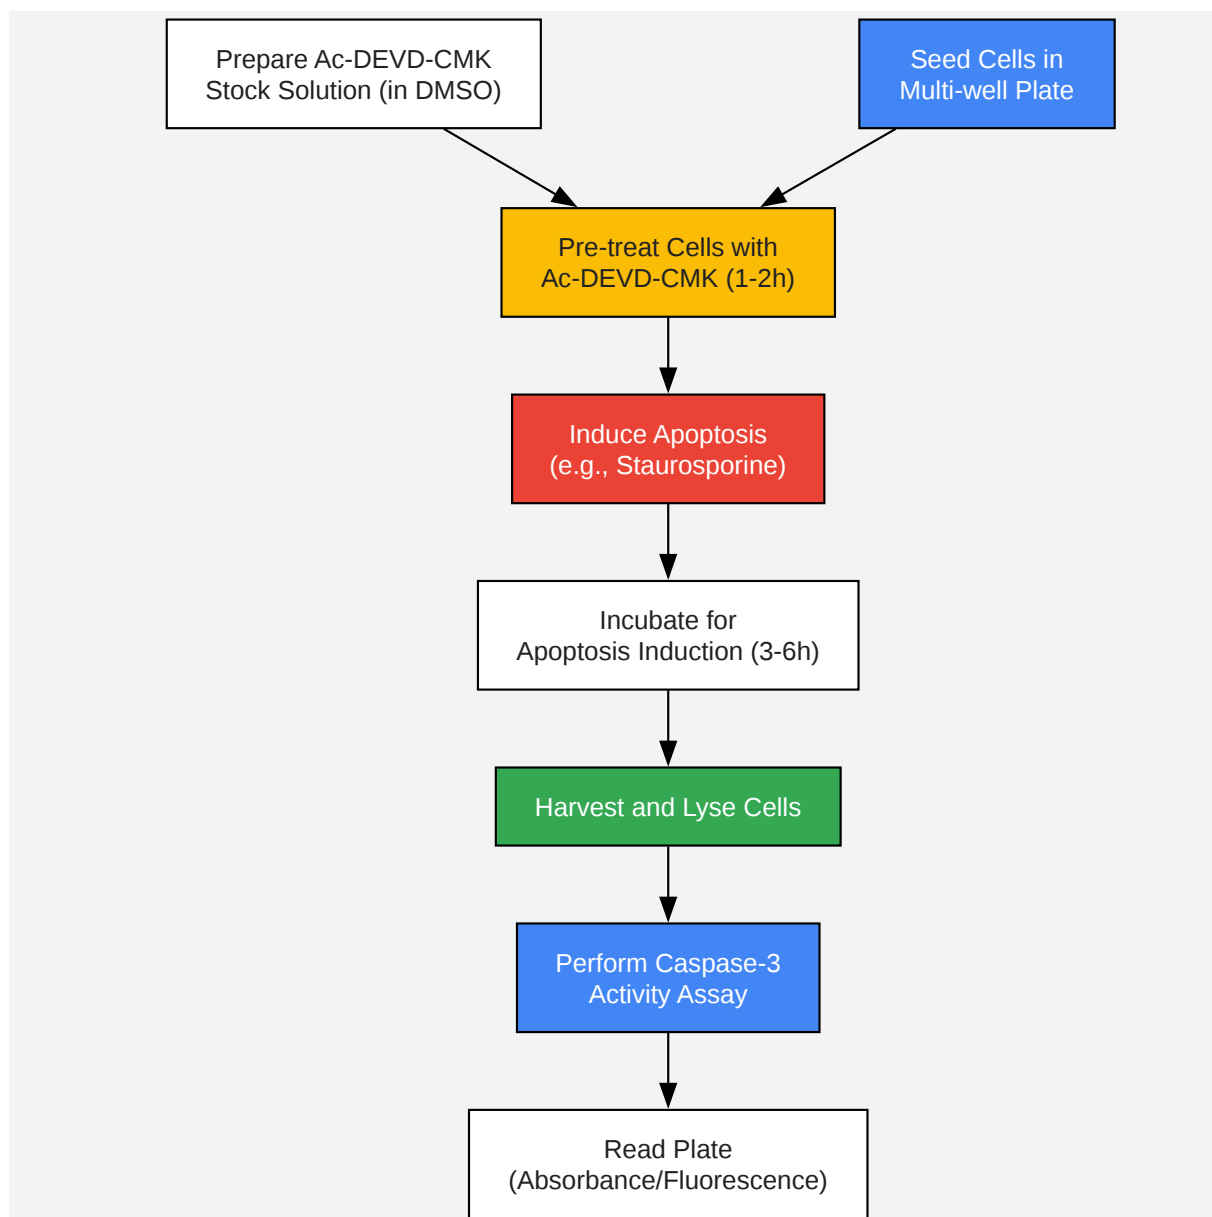 Prepare Ac-DEVD-CMK
Stock Solution (in DMSO)
Seed Cells in
Multi-well Plate
Pre-treat Cells with
Ac-DEVD-CMK (1-2h)
Induce Apoptosis
(e.g., Staurosporine)
Incubate for
Apoptosis Induction (3-6h)
Harvest and Lyse Cells
Perform Caspase-3
Activity Assay
Read Plate
(Absorbance/Fluorescence)